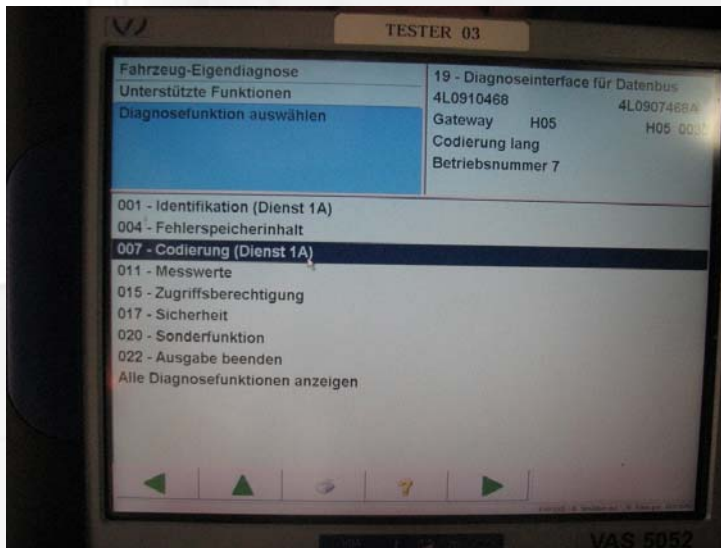 TESTER 03
Fahrzeug-Eigendiagnose
Unterstützte Funktionen
Diagnosefunktion auswählen
19 - Diagnoseinterface für Datenbus
4L0910468 4L0907468A
Gateway H05 H05
Codierung lang
Betriebsnummer 7
001 - Identifikation (Dienst 1A)
004 - Fehlerspeicherinhalt
007 - Codierung (Dienst 1A)
011 - Messwerte
015 - Zugriffsberechtigung
017 - Sicherheit
020 - Sonderfunktion
022 - Ausgabe beenden
Alle Diagnosefunktionen anzeigen
VAS 5052